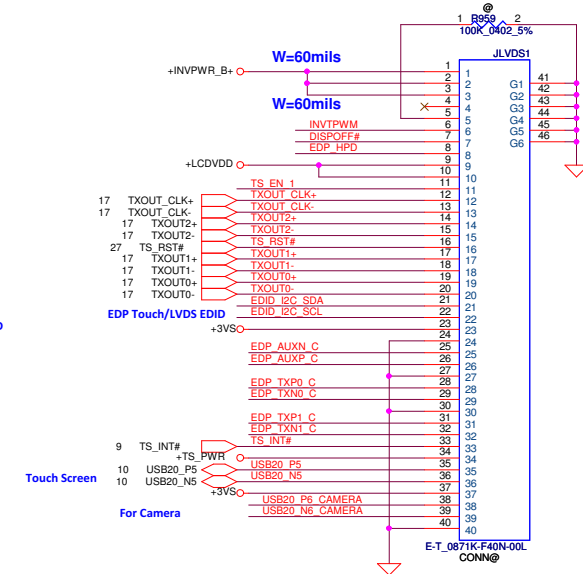 @
1 R959 2
100K_0402_5%
JLVDS1
W=60mils
+INVPWR_B+
W=60mils
INVTPWM
DISPOFF#
EDP_HPD
+LCDVDD
TS_EN_1
17 TXOUT_CLK+ TXOUT_CLK+
17 TXOUT_CLK- TXOUT_CLK-
17 TXOUT2+ TXOUT2+
17 TXOUT2- TXOUT2-
27 TS_RST# TS_RST#
17 TXOUT1+ TXOUT1+
17 TXOUT1- TXOUT1-
17 TXOUT0+ TXOUT0+
17 TXOUT0- TXOUT0-
EDID_I2C_SDA
EDP Touch/LVDS EDID EDID_I2C_SCL
+3VS
EDP_AUXN_C
EDP_AUXP_C
EDP_TXP0_C
EDP_TXN0_C
EDP_TXP1_C
EDP_TXN1_C
9 TS_INT# TS_INT#
+TS_PWR
Touch Screen
10 USB20_P5 USB20_P5
10 USB20_N5 USB20_N5
+3VS
USB20_P6_CAMERA
For Camera USB20_N6_CAMERA
1 1
2 2
3 3
4 4
5 5
6 6
7 7
8 8
9 9
10 10
11 11
12 12
13 13
14 14
15 15
16 16
17 17
18 18
19 19
20 20
21 21
22 22
23 23
24 24
25 25
26 26
27 27
28 28
29 29
30 30
31 31
32 32
33 33
34 34
35 35
36 36
37 37
38 38
39 39
40 40
G1 41
G2 42
G3 43
G4 44
G5 45
G6 46
E-T_0871K-F40N-00L
CONN@